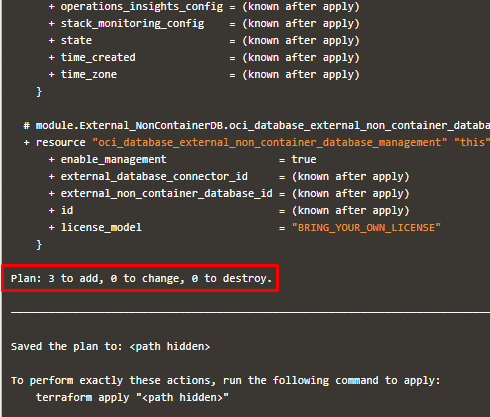 + operations_insights_config = (known after apply)
+ stack_monitoring_config = (known after apply)
+ state = (known after apply)
+ time_created = (known after apply)
+ time_zone = (known after apply)
}
# module.External_NonContainerDB.oci_database_external_non_container_databa
+ resource "oci_database_external_non_container_database_management" "this"
+ enable_management = true
+ external_database_connector_id = (known after apply)
+ external_non_container_database_id = (known after apply)
+ id = (known after apply)
+ license_model = "BRING_YOUR_OWN_LICENSE"
}
Plan: 3 to add, 0 to change, 0 to destroy.
Saved the plan to: <path hidden>
To perform exactly these actions, run the following command to apply:
terraform apply "<path hidden>"